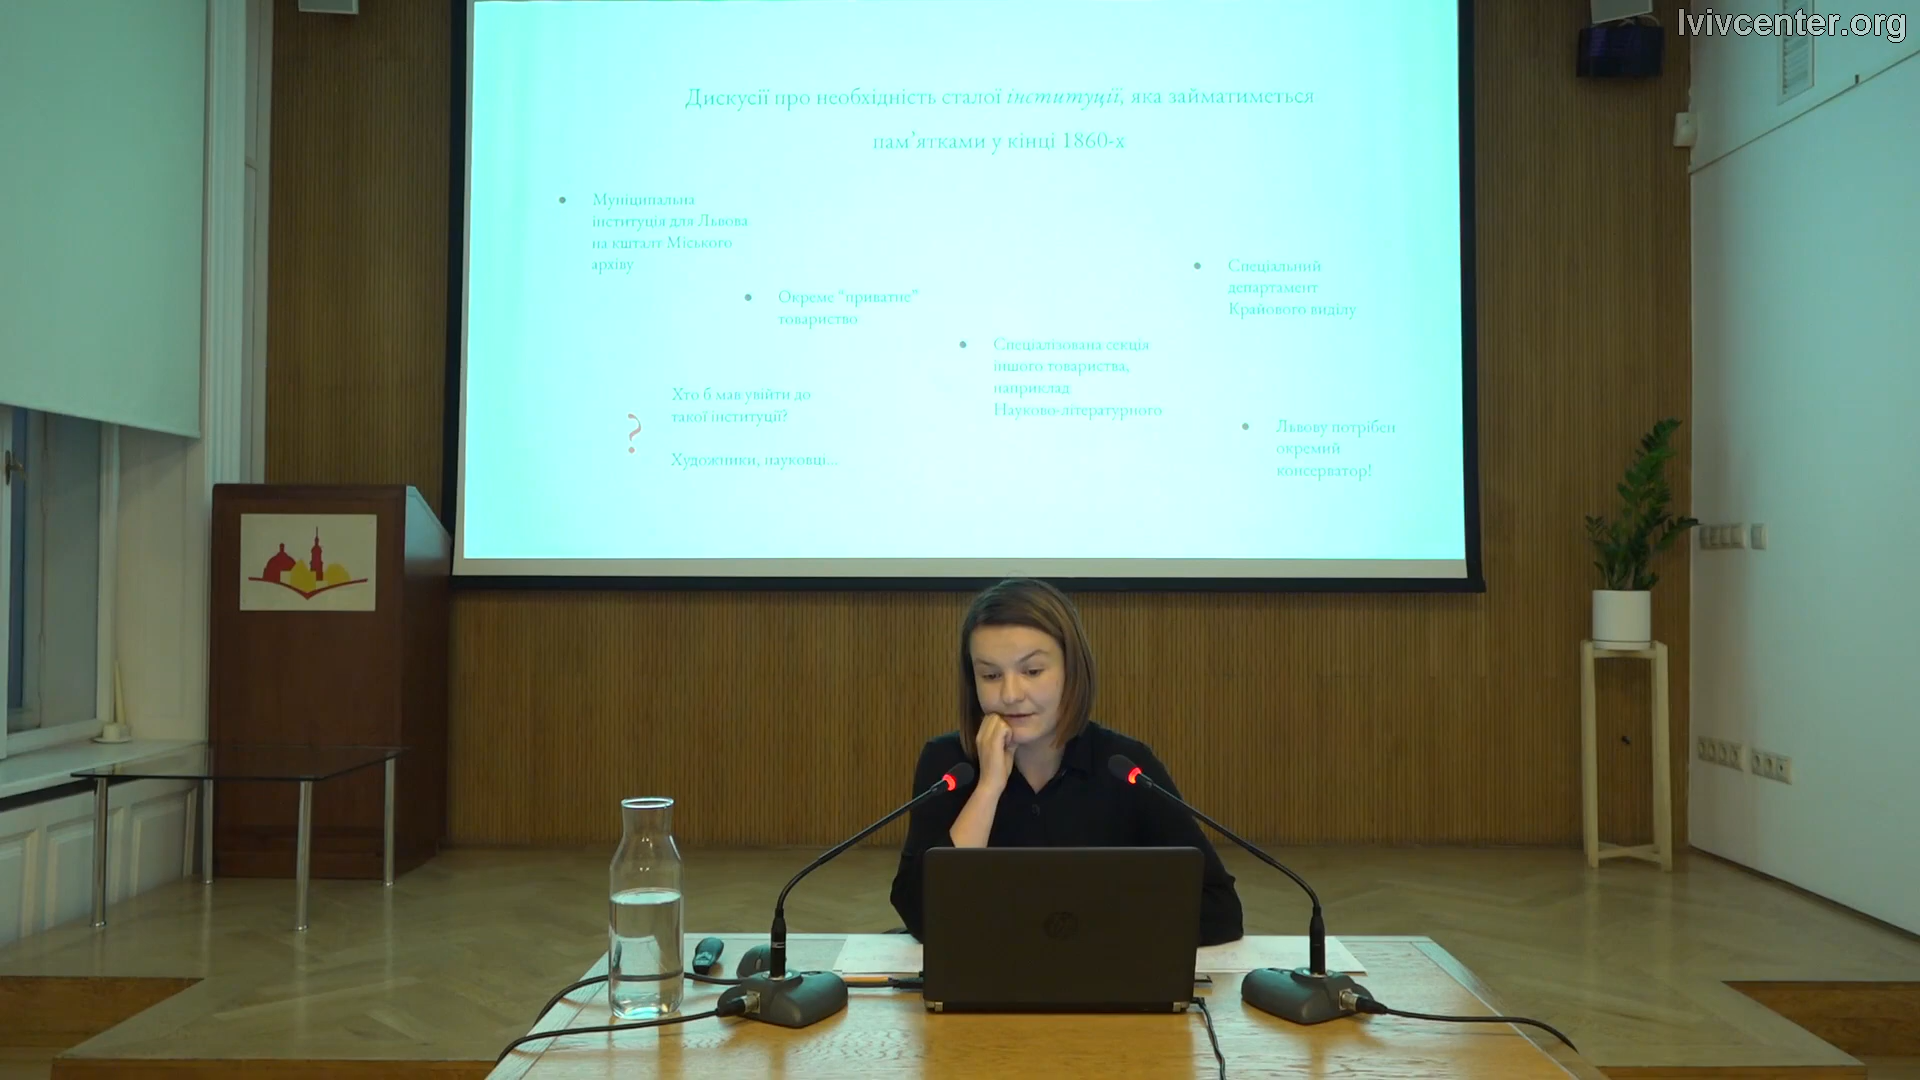 lvivcenter.org
Дискусії про необхідність сталої інституції, яка займатиметься
пам’ятками у кінці 1860-х
Муніципальна
інституція для Львова
на кшталт Міського
архіву
Окреме “приватне”
товариство
Спеціалізована секція
іншого товариства,
наприклад
Науково-літературного
Спеціальний
департамент
Крайового виділу
Львову потрібен
окремий
консерватор!
?
Хто б мав увійти до
такої інституції?
Художники, науковці...